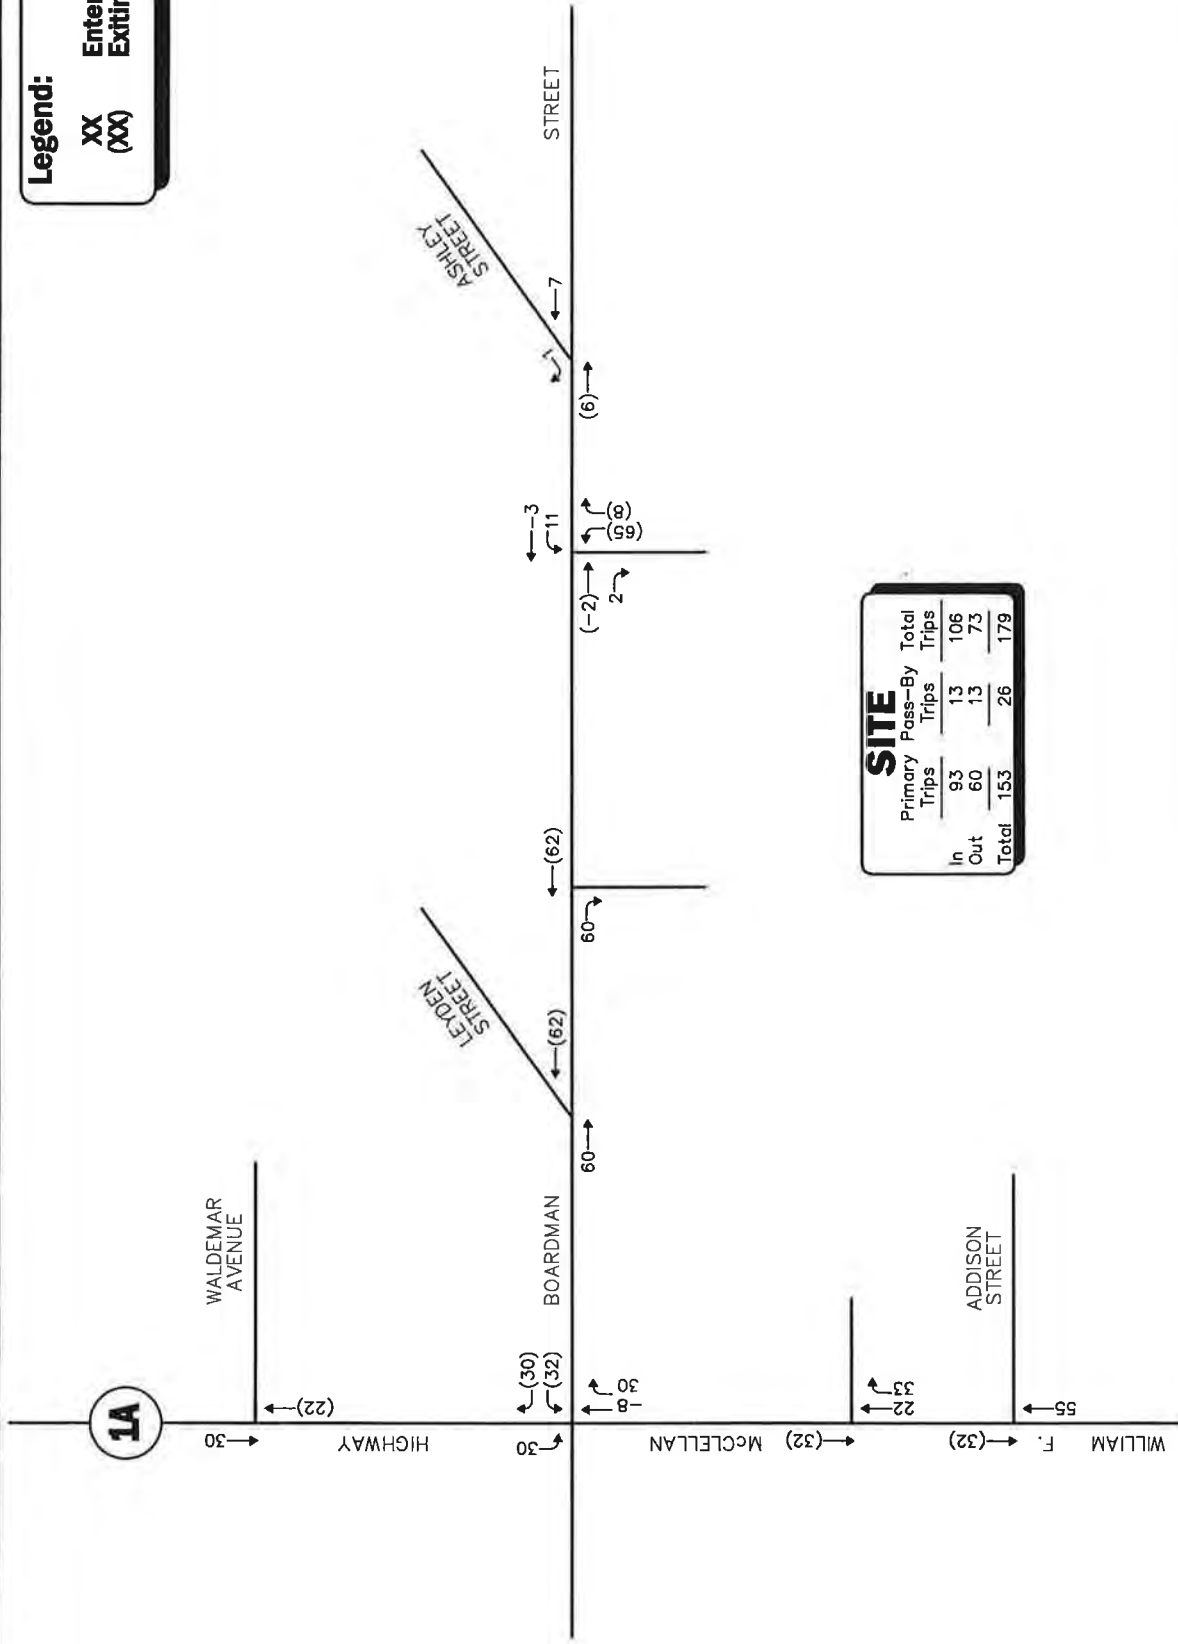 Legend:
XX Enter
(XX) Exitin
STREET
ASHLEY
STREET
7
1
(6)
-3
11
(8)
(65)
(-2)
2
SITE
Primary Pass-By Total
Trips Trips Trips
In 93 13 106
Out 60 13 73
Total 153 26 179
(62)
60
LEYDEN
STREET
(62)
60
WALDEMAR
AVENUE
BOARDMAN
ADDISON
STREET
(30)
(32)
30
-8
33
22
55
1A
(22)
30
HIGHWAY
30
McCLELLAN
(32)
(32)
F.
WILLIAM